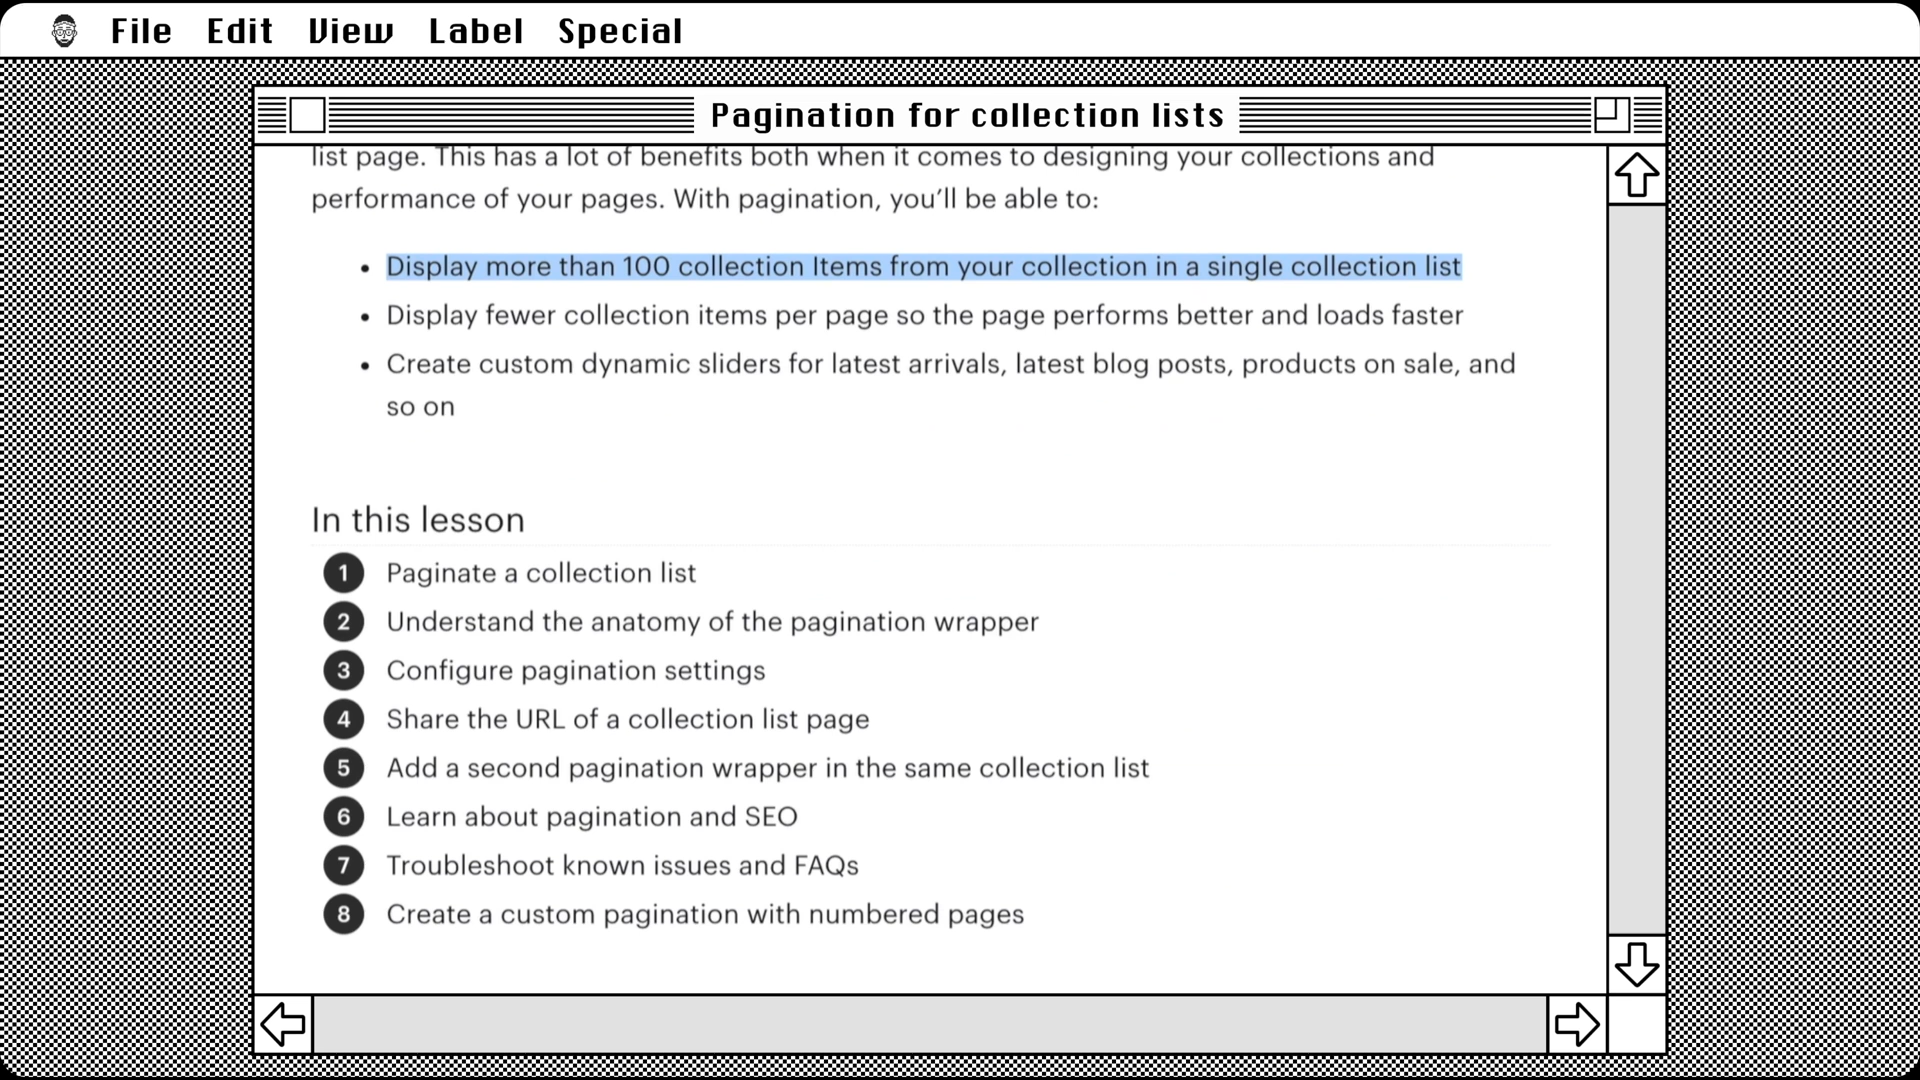 File Edit View Label Special
Pagination for collection lists
list page. This has a lot of benefits both when it comes to designing your collections and
performance of your pages. With pagination, you’ll be able to:
• Display more than 100 collection Items from your collection in a single collection list
• Display fewer collection items per page so the page performs better and loads faster
• Create custom dynamic sliders for latest arrivals, latest blog posts, products on sale, and
so on
In this lesson
1 Paginate a collection list
2 Understand the anatomy of the pagination wrapper
3 Configure pagination settings
4 Share the URL of a collection list page
5 Add a second pagination wrapper in the same collection list
6 Learn about pagination and SEO
7 Troubleshoot known issues and FAQs
8 Create a custom pagination with numbered pages